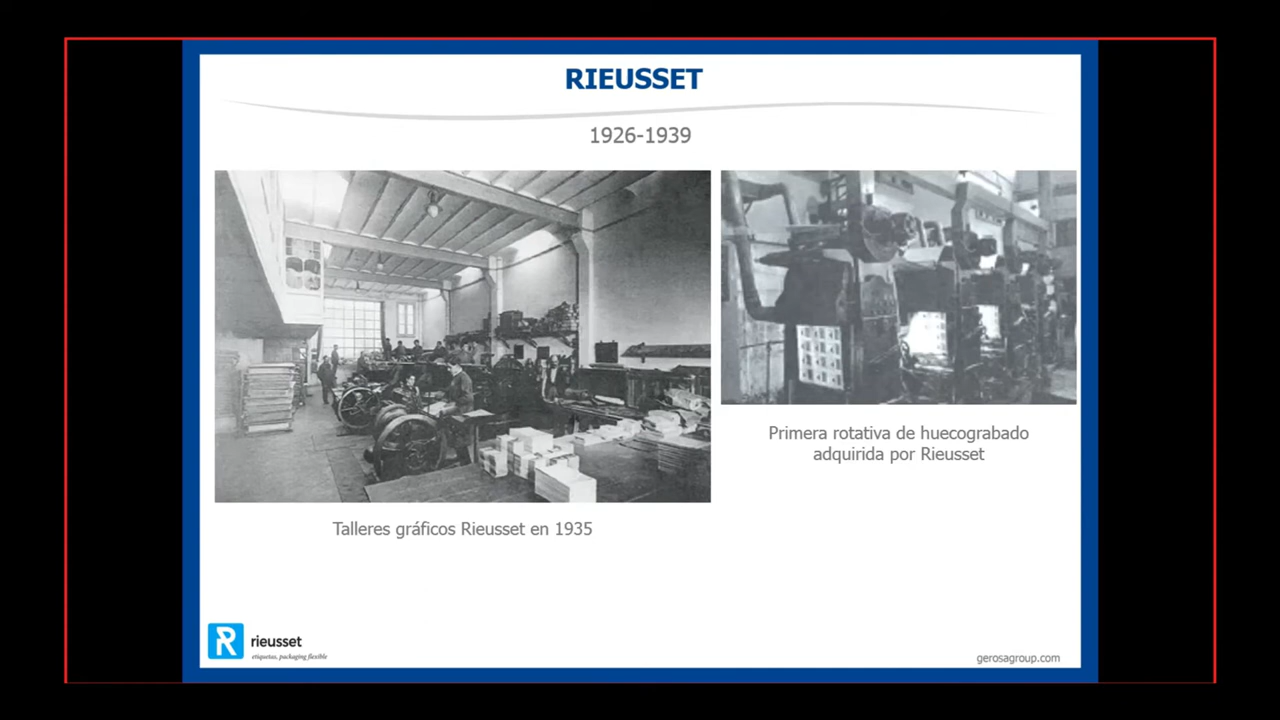 RIEUSSET
1926-1939
Primera rotativa de huecograbado
adquirida por Rieusset
Talleres gráficos Rieusset en 1935
R
rieusset
etiquetas, packaging flexible
gerosagroup.com